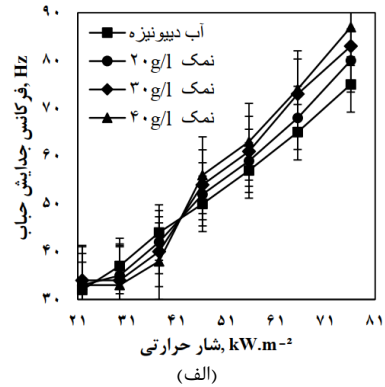 ۹۰
۸۰
۷۰
۶۰
۵۰
۴۰
۳۰
فرکانس جدایش حباب, Hz
آب دییونیزه
نمک ۲۰g/l
نمک ۳۰g/l
نمک ۴۰g/l
۲۱ ۳۱ ۴۱ ۵۱ ۶۱ ۷۱ ۸۱
شار حرارتی, kW.m-²
(الف)